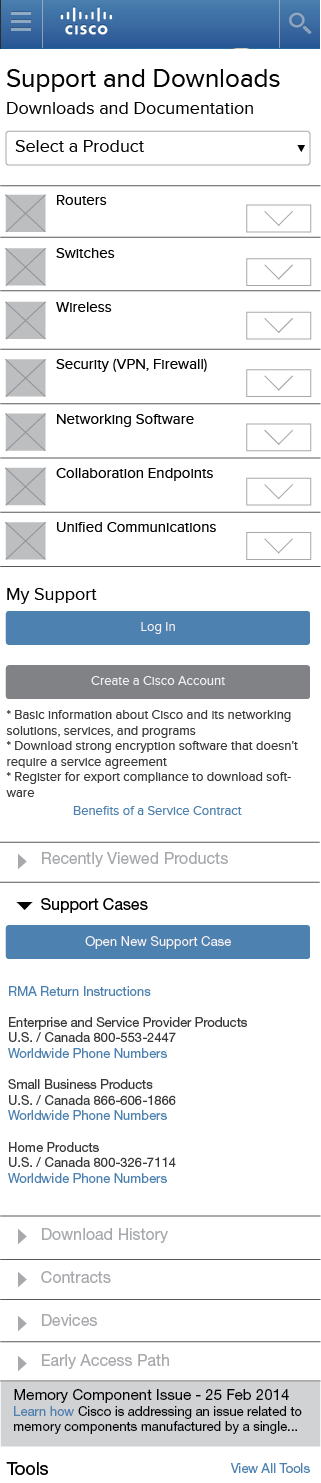 CISCO
Support and Downloads
Downloads and Documentation
Select a Product
Routers
Switches
Wireless
Security (VPN, Firewall)
Networking Software
Collaboration Endpoints
Unified Communications
My Support
Log In
Create a Cisco Account
* Basic information about Cisco and its networking
solutions, services, and programs
* Download strong encryption software that doesn't
require a service agreement
* Register for export compliance to download soft-
ware
Benefits of a Service Contract
Recently Viewed Products
Support Cases
Open New Support Case
RMA Return Instructions
Enterprise and Service Provider Products
U.S. / Canada 800-553-2447
Worldwide Phone Numbers
Small Business Products
U.S. / Canada 866-606-1866
Worldwide Phone Numbers
Home Products
U.S. / Canada 800-326-7114
Worldwide Phone Numbers
Download History
Contracts
Devices
Early Access Path
Memory Component Issue - 25 Feb 2014
Learn how Cisco is addressing an issue related to
memory components manufactured by a single...
Tools View All Tools